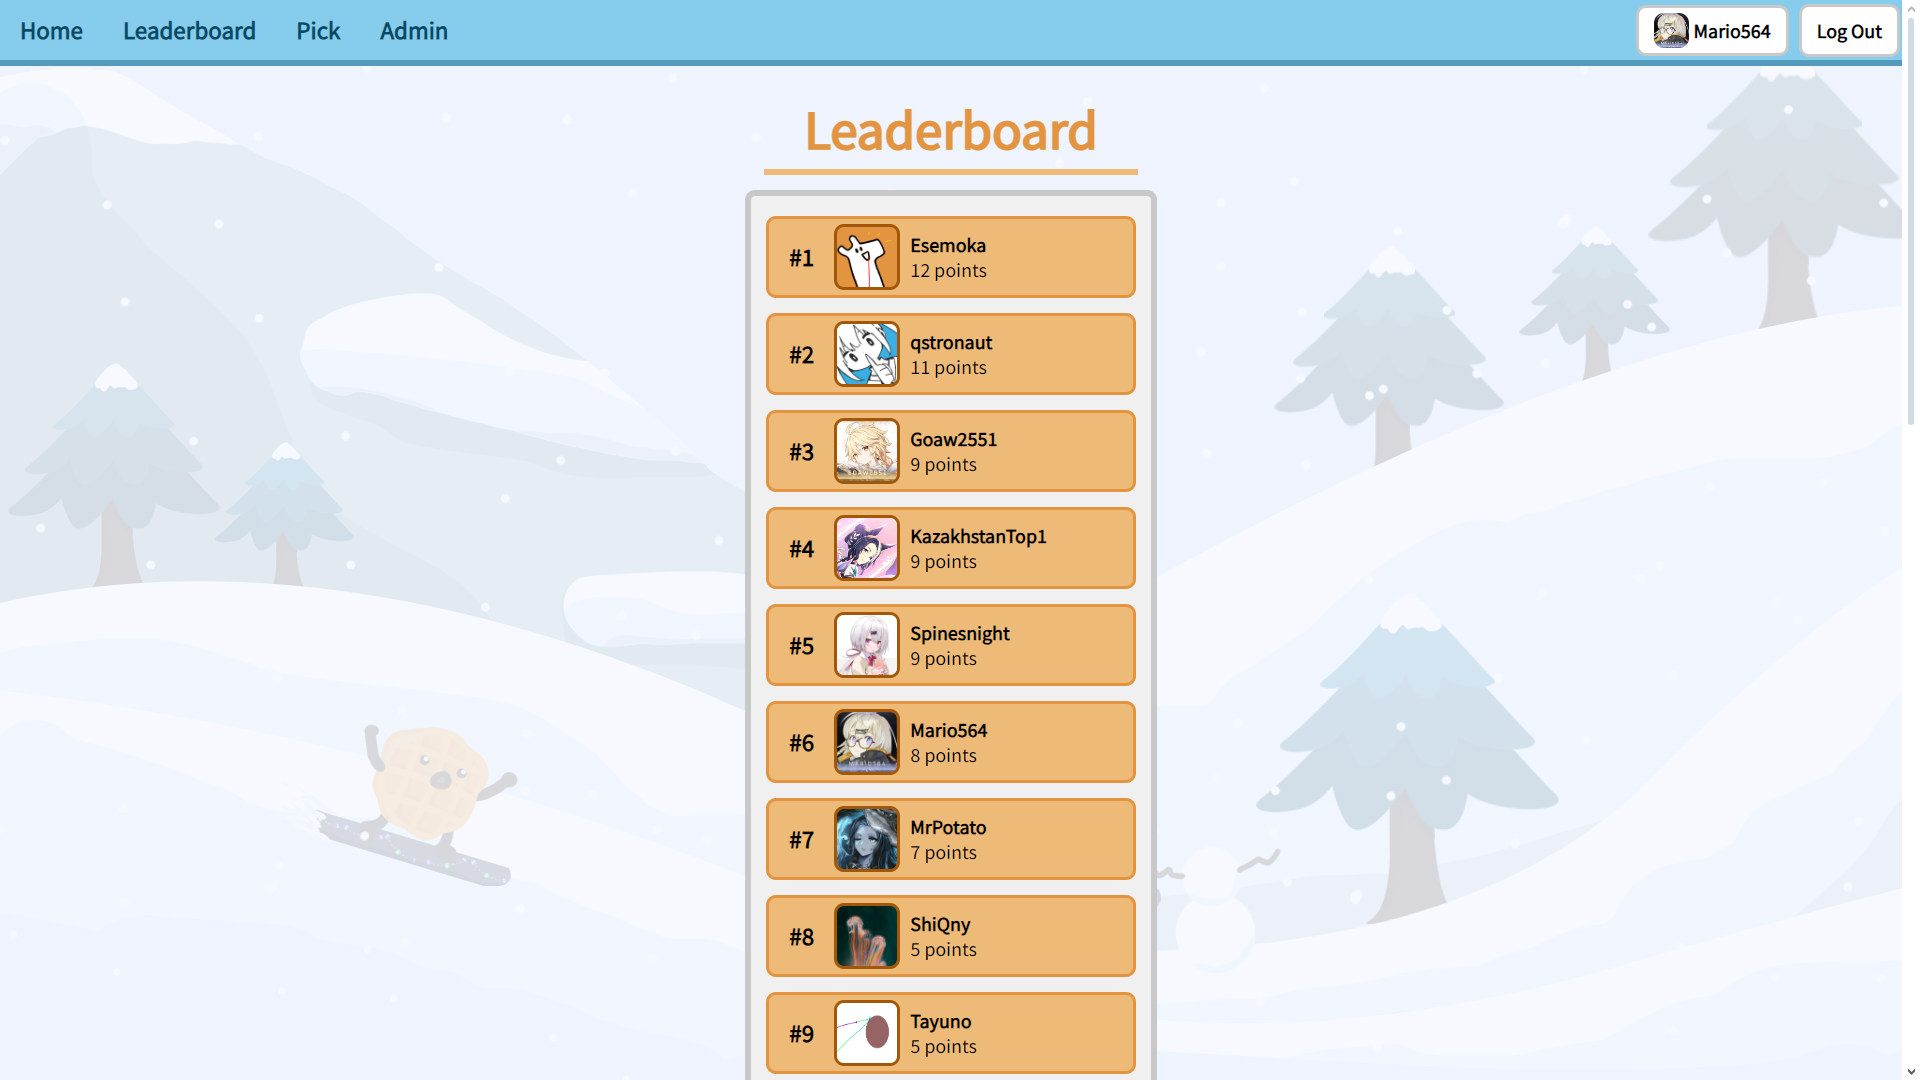 Home Leaderboard Pick Admin Mario564 Log Out
Leaderboard
#1 Esemoka
12 points
#2 qstronaut
11 points
#3 Goaw2551
9 points
#4 KazakhstanTop1
9 points
#5 Spinesnight
9 points
#6 Mario564
8 points
#7 MrPotato
7 points
#8 ShiQny
5 points
#9 Tayuno
5 points